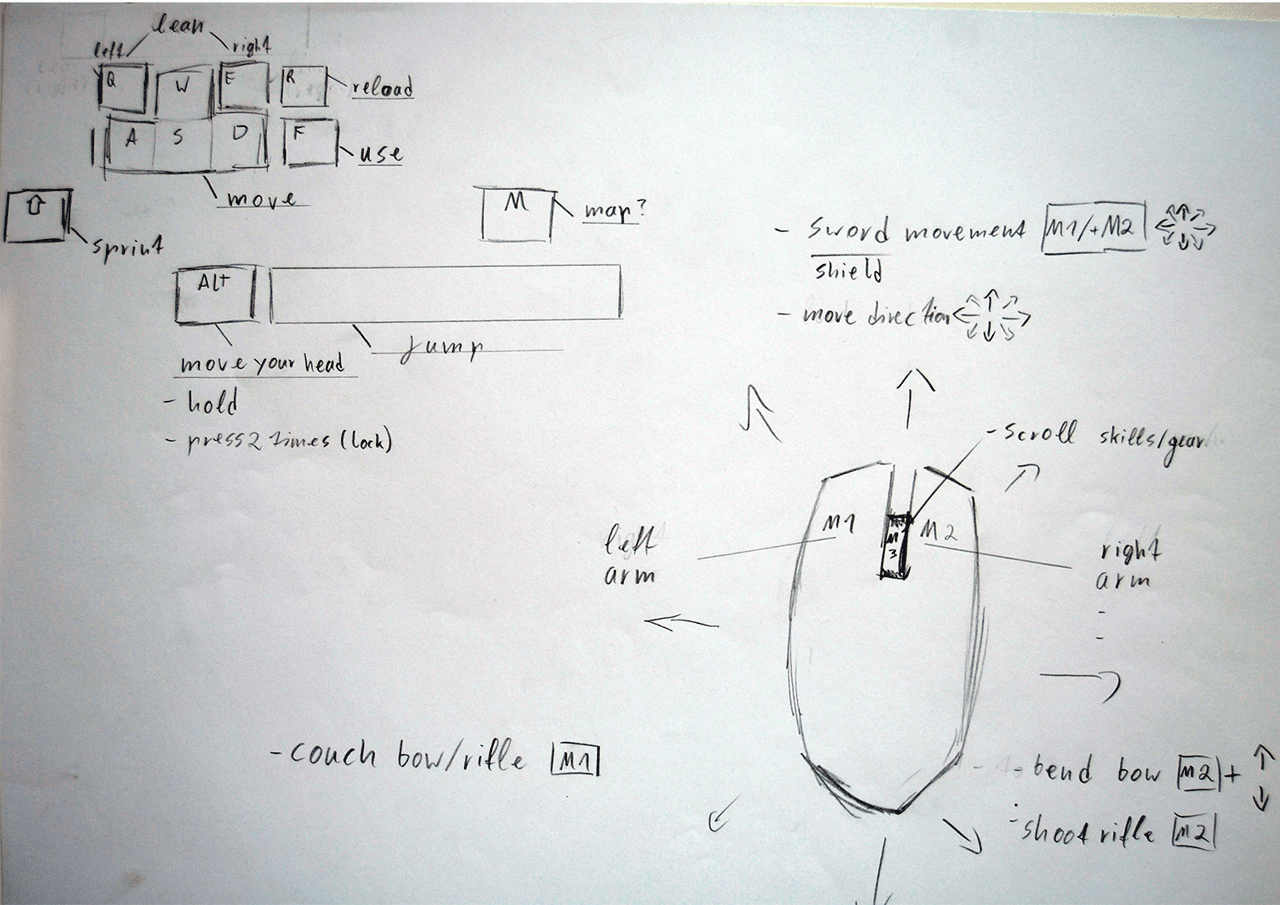 lean
left
right
Q
W
E
R
reload
A
S
D
F
use
move
⇧
sprint
M
map?
Alt
jump
move your head
- hold
- press 2 times (lock)
- sword movement M1/+M2
shield
- move direction
- scroll skills/gear
M1
M3
M2
left
arm
right
arm
-
-
- couch bow/rifle M1
- bend bow M2 +
- shoot rifle M2